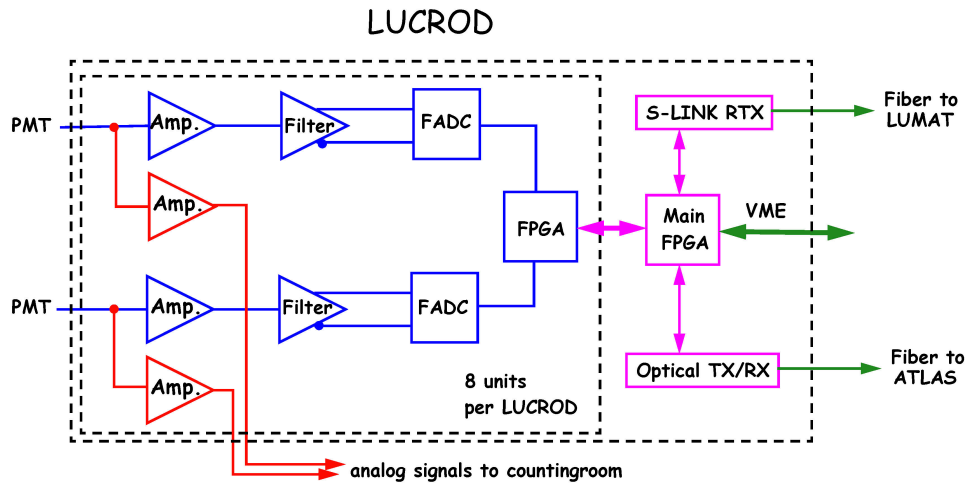 LUCROD
PMT
Amp.
Filter
FADC
S-LINK RTX
Fiber to
LUMAT
Amp.
FPGA
Main
FPGA
VME
PMT
Amp.
Filter
FADC
Amp.
8 units
per LUCROD
Optical TX/RX
Fiber to
ATLAS
analog signals to countingroom